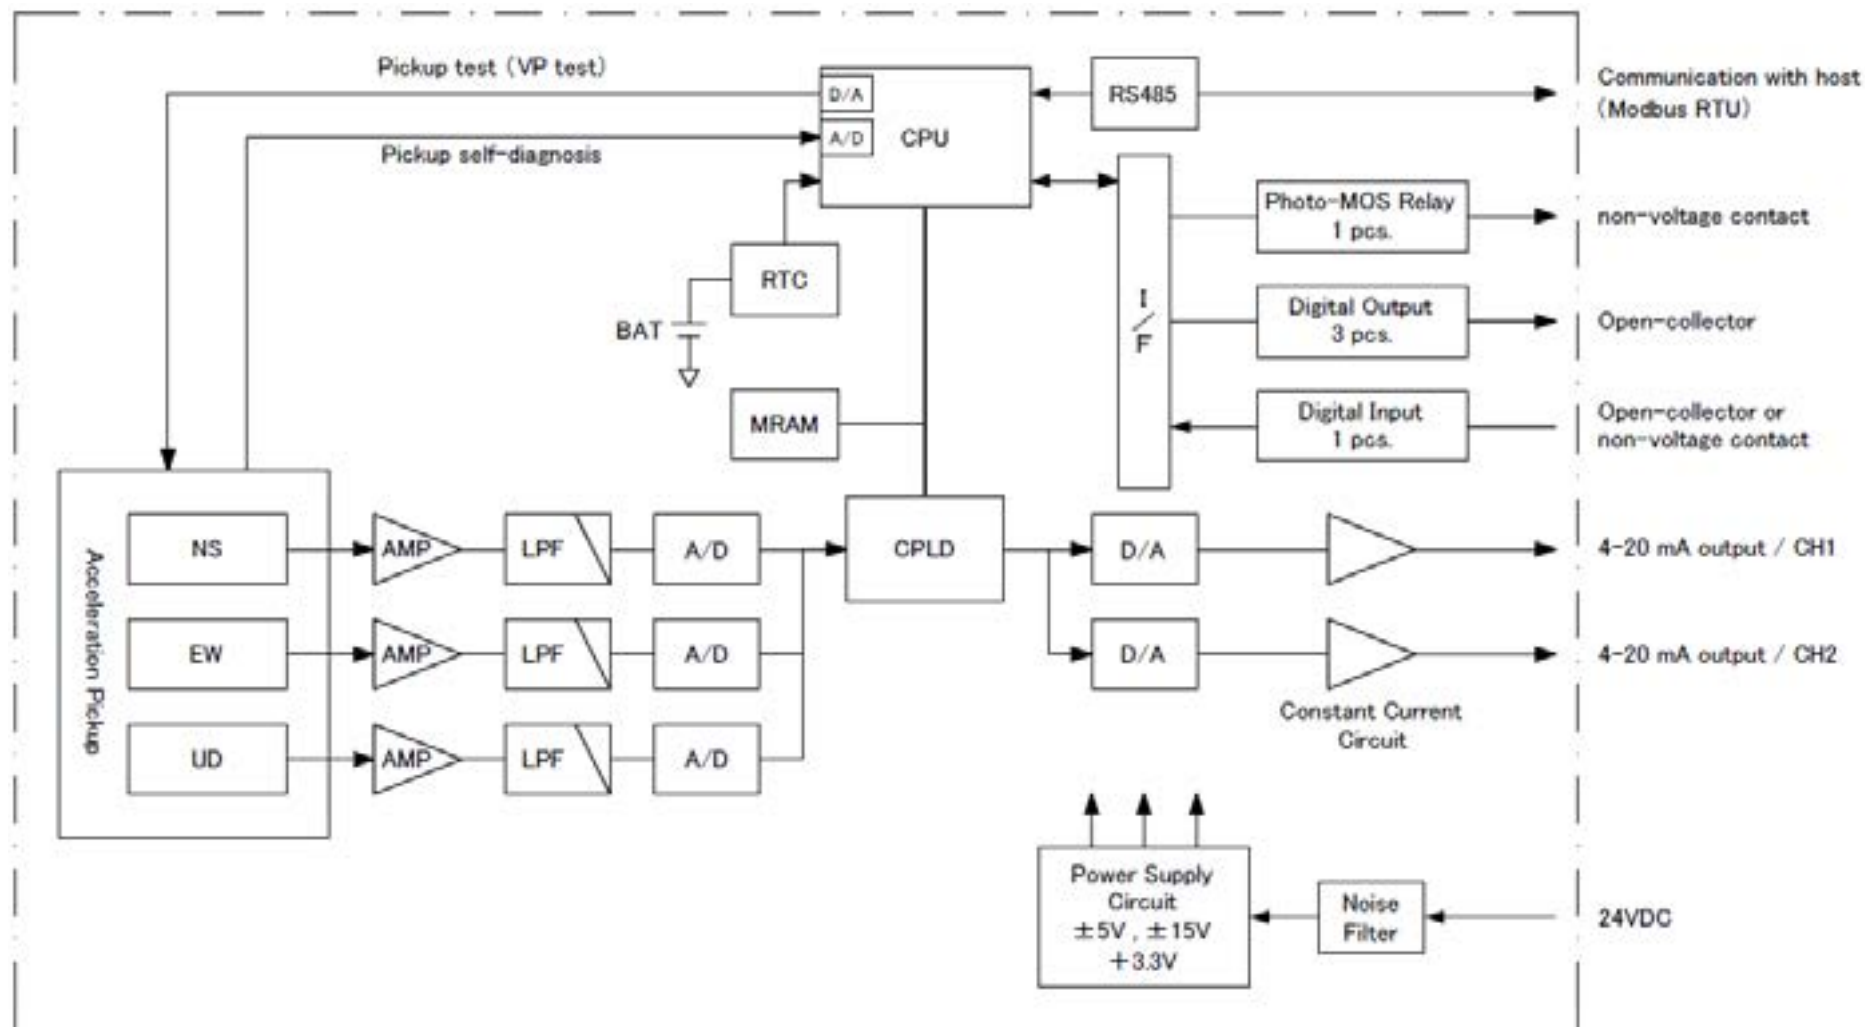 Pickup test (VP test)
D/A
A/D
CPU
Pickup self-diagnosis
RS485
Communication with host
(Modbus RTU)
Photo-MOS Relay
1 pcs.
non-voltage contact
RTC
BAT
I/F
Digital Output
3 pcs.
Open-collector
MRAM
Digital Input
1 pcs.
Open-collector or
non-voltage contact
Acceleration Pickup
NS
AMP
LPF
A/D
CPLD
D/A
4-20 mA output / CH1
EW
AMP
LPF
A/D
D/A
4-20 mA output / CH2
Constant Current
Circuit
UD
AMP
LPF
A/D
Power Supply
Circuit
±5V , ±15V
+3.3V
Noise
Filter
24VDC